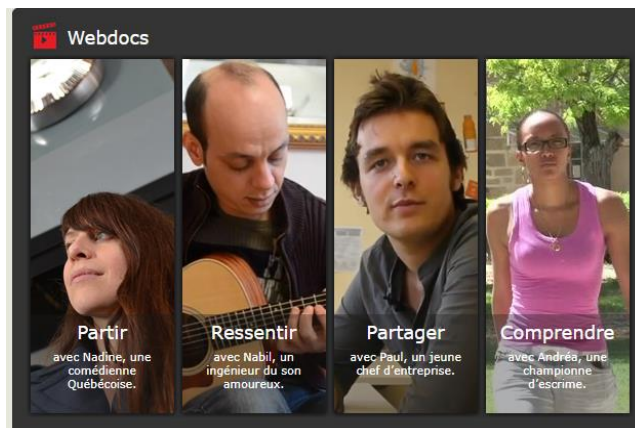 Webdocs
Partir
avec Nadine, une
comédienne
Québécoise.
Ressentir
avec Nabil, un
ingénieur du son
amoureux.
Partager
avec Paul, un jeune
chef d'entreprise.
Comprendre
avec Andréa, une
championne
d'escrime.